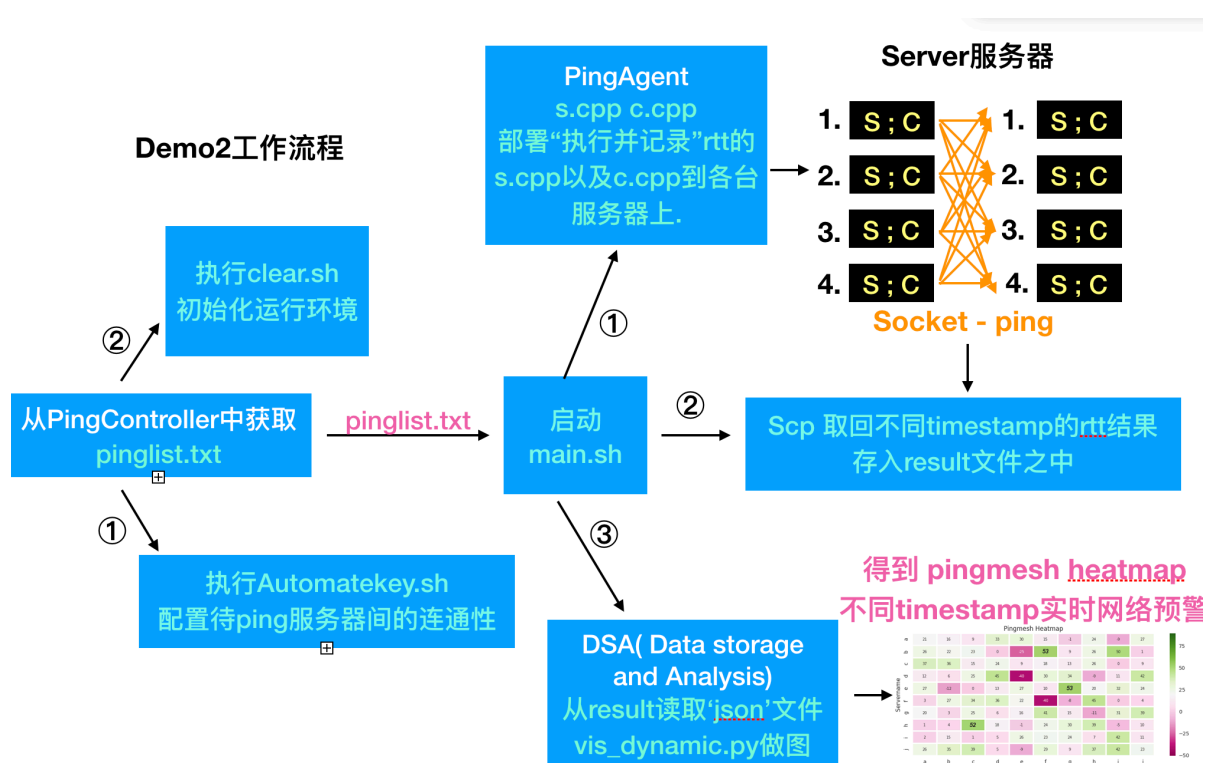 Demo2工作流程
PingAgent
s.cpp c.cpp
部署“执行并记录”rtt的
s.cpp以及c.cpp到各台
服务器上.
Server服务器
1. S ; C 1. S ; C
2. S ; C 2. S ; C
3. S ; C 3. S ; C
4. S ; C 4. S ; C
Socket - ping
执行clear.sh
初始化运行环境
②
从PingController中获取
pinglist.txt
pinglist.txt
①
启动
main.sh
②
Scp 取回不同timestamp的rtt结果
存入result文件之中
①
执行Automatekey.sh
配置待ping服务器间的连通性
③
DSA( Data storage
and Analysis)
从result读取‘json’文件
vis_dynamic.py做图
得到 pingmesh heatmap
不同timestamp实时网络预警
Pingmesh Heatmap
Servername
75
50
25
0
−25
−50